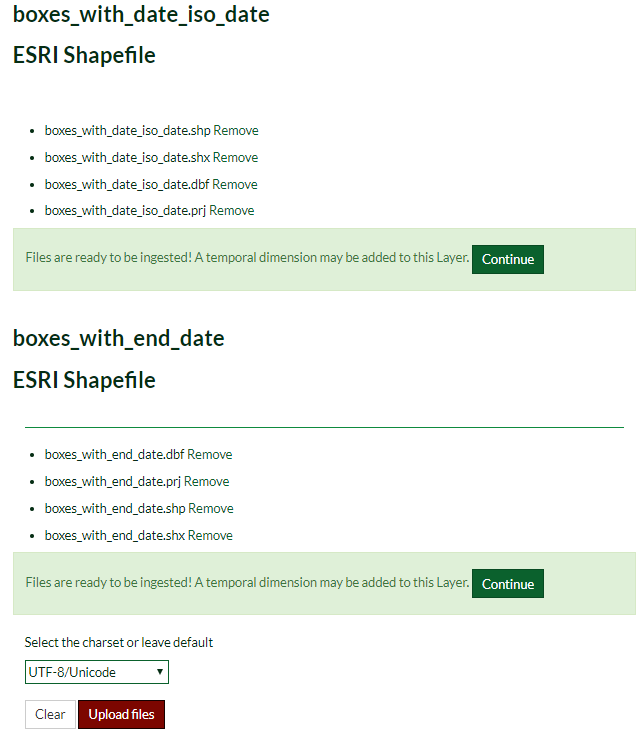 boxes_with_date_iso_date
ESRI Shapefile
boxes_with_date_iso_date.shp Remove
boxes_with_date_iso_date.shx Remove
boxes_with_date_iso_date.dbf Remove
boxes_with_date_iso_date.prj Remove
Files are ready to be ingested! A temporal dimension may be added to this Layer. Continue
boxes_with_end_date
ESRI Shapefile
boxes_with_end_date.dbf Remove
boxes_with_end_date.prj Remove
boxes_with_end_date.shp Remove
boxes_with_end_date.shx Remove
Files are ready to be ingested! A temporal dimension may be added to this Layer. Continue
Select the charset or leave default
UTF-8/Unicode
Clear Upload files